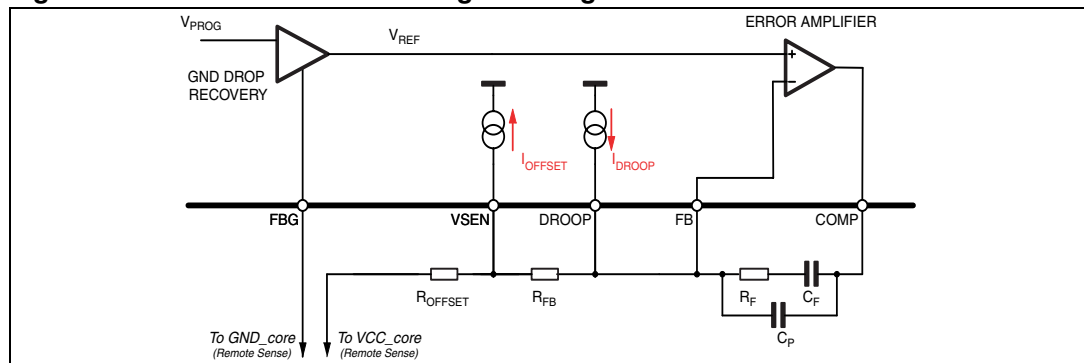 V_PROG
V_REF
ERROR AMPLIFIER
GND DROP
RECOVERY
+
−
I_OFFSET
I_DROOP
FBG
VSEN
DROOP
FB
COMP
R_OFFSET
R_FB
R_F
C_F
C_P
To GND_core
(Remote Sense)
To VCC_core
(Remote Sense)